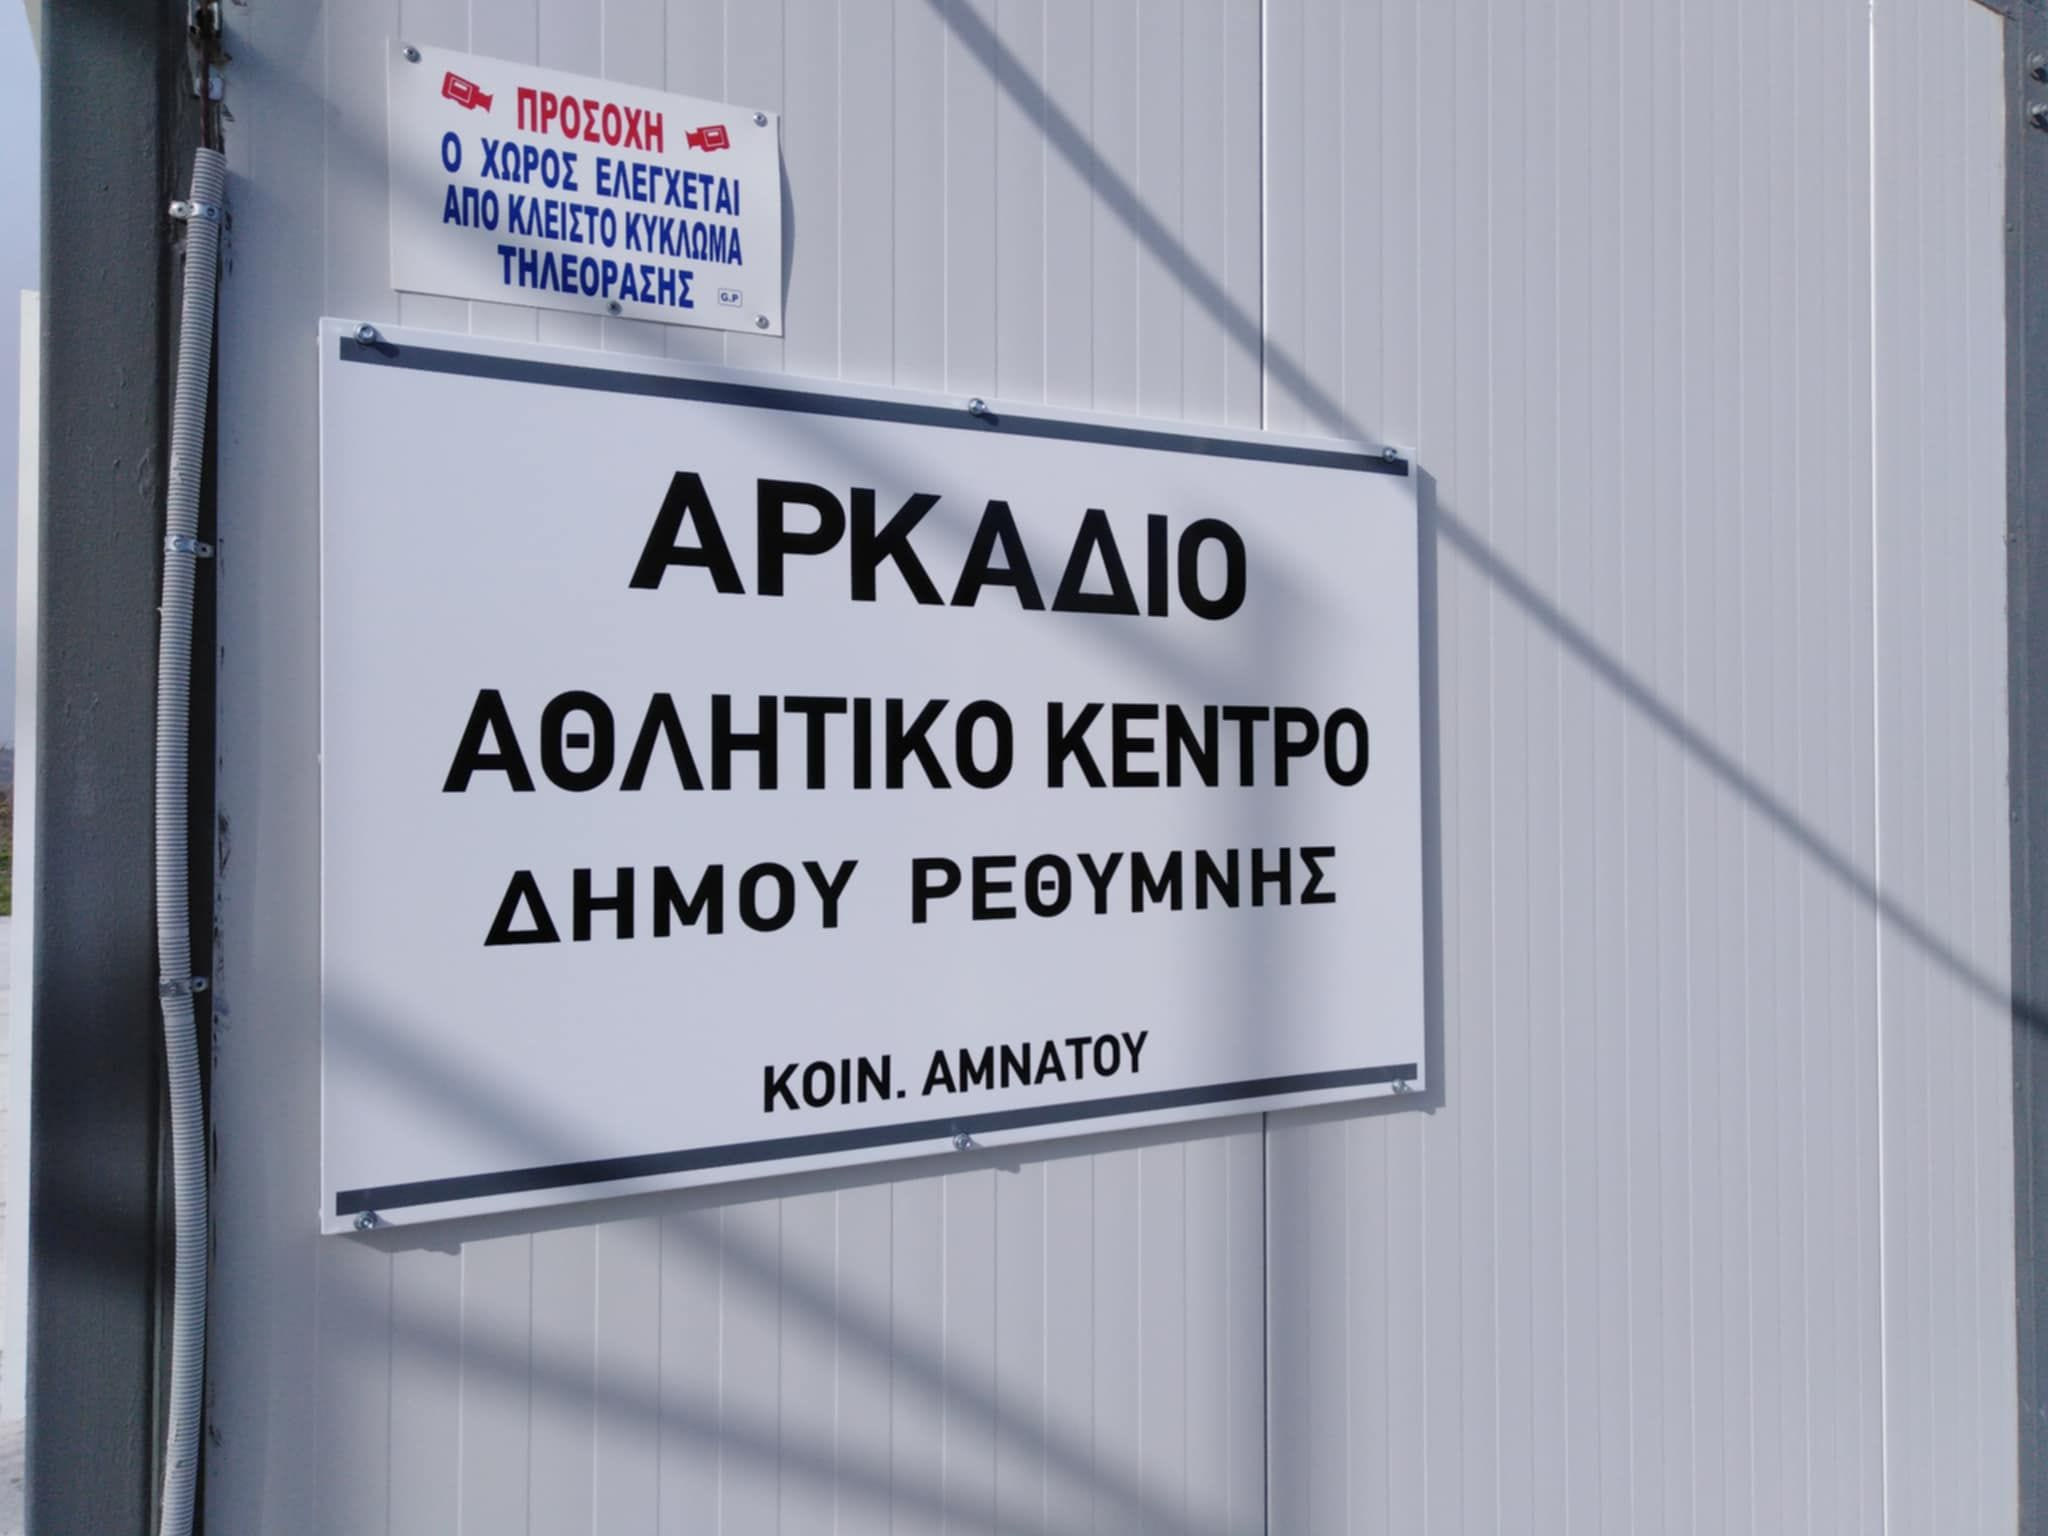 ΠΡΟΣΟΧΗ
Ο ΧΩΡΟΣ ΕΛΕΓΧΕΤΑΙ
ΑΠΟ ΚΛΕΙΣΤΟ ΚΥΚΛΩΜΑ
ΤΗΛΕΟΡΑΣΗΣ
G.P
ΑΡΚΑΔΙΟ
ΑΘΛΗΤΙΚΟ ΚΕΝΤΡΟ
ΔΗΜΟΥ ΡΕΘΥΜΝΗΣ
ΚΟΙΝ. ΑΜΝΑΤΟΥ